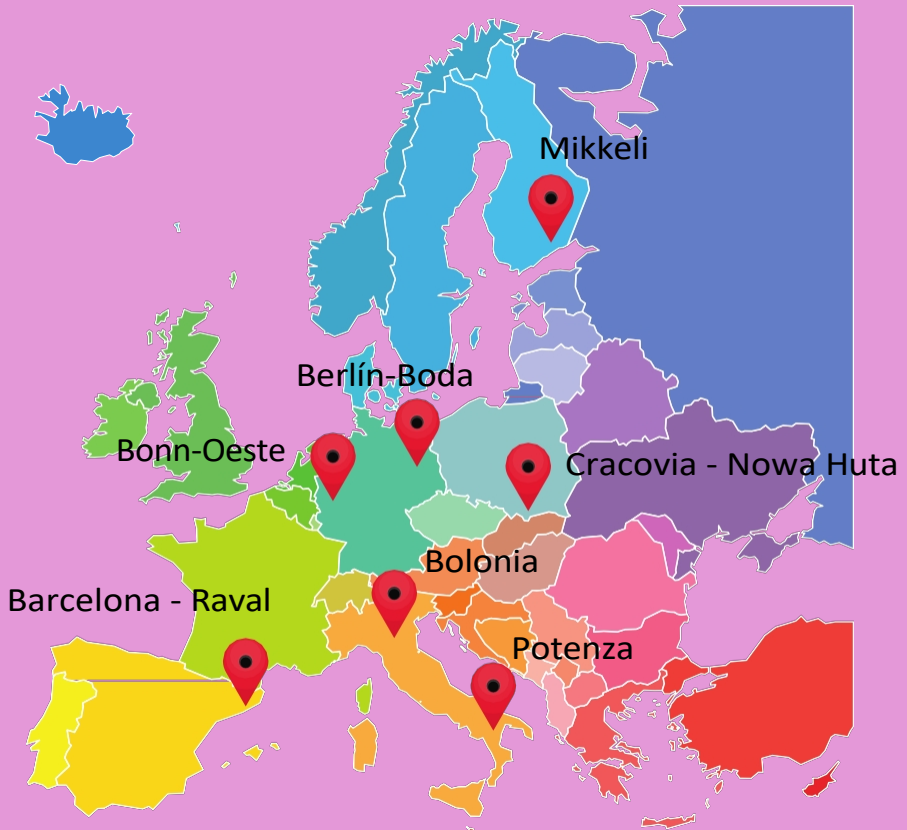 Mikkeli
Berlín-Boda
Bonn-Oeste
Cracovia - Nowa Huta
Bolonia
Barcelona - Raval
Potenza